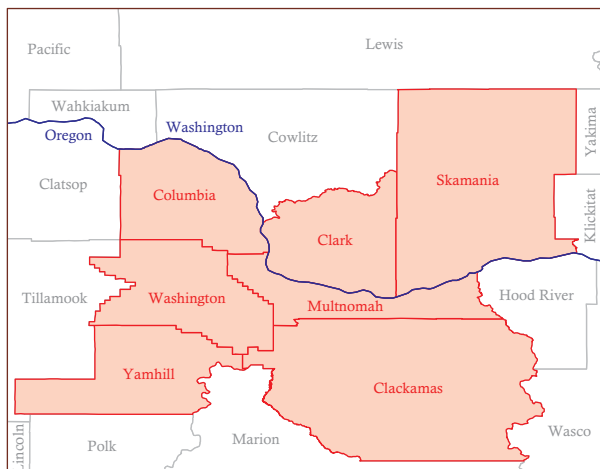 Pacific
Lewis
Wahkiakum
Oregon
Washington
Cowlitz
Yakima
Clatsop
Columbia
Skamania
Klickitat
Clark
Tillamook
Washington
Multnomah
Hood River
Yamhill
Clackamas
Lincoln
Polk
Marion
Wasco